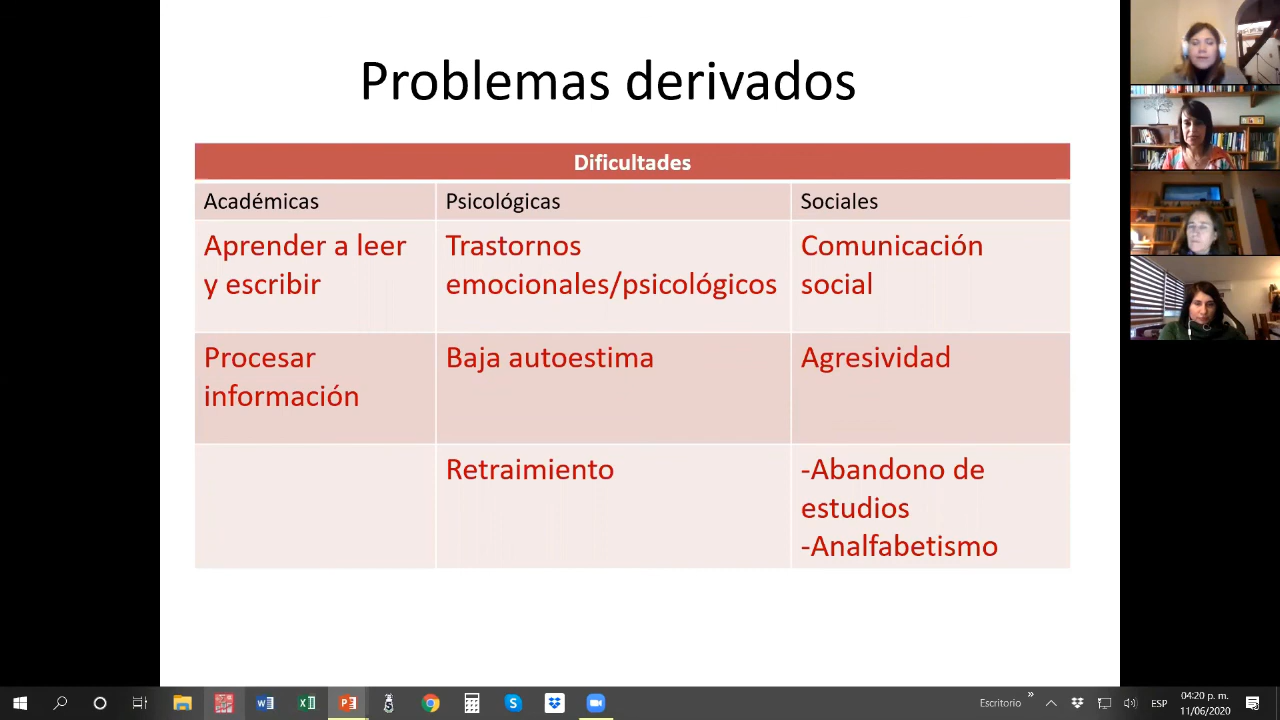 Problemas derivados
Dificultades
Académicas
Psicológicas
Sociales
Aprender a leer
y escribir
Trastornos
emocionales/psicológicos
Comunicación
social
Procesar
información
Baja autoestima
Agresividad
Retraimiento
-Abandono de
estudios
-Analfabetismo
Escritorio
»
ESP
04:20 p. m.
11/06/2020